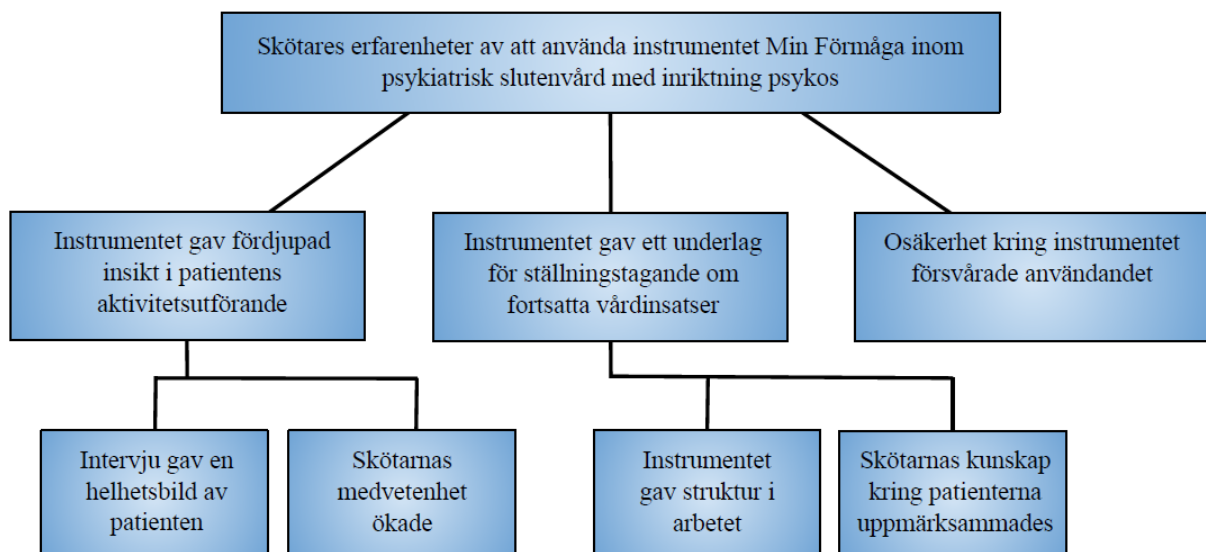 Skötares erfarenheter av att använda instrumentet Min Förmåga inom
psykiatrisk slutenvård med inriktning psykos
Instrumentet gav fördjupad
insikt i patientens
aktivitetsutförande
Instrumentet gav ett underlag
för ställningstagande om
fortsatta vårdinsatser
Osäkerhet kring instrumentet
försvårade användandet
Intervju gav en
helhetsbild av
patienten
Skötarnas
medvetenhet
ökade
Instrumentet
gav struktur i
arbetet
Skötarnas kunskap
kring patienterna
uppmärksammades